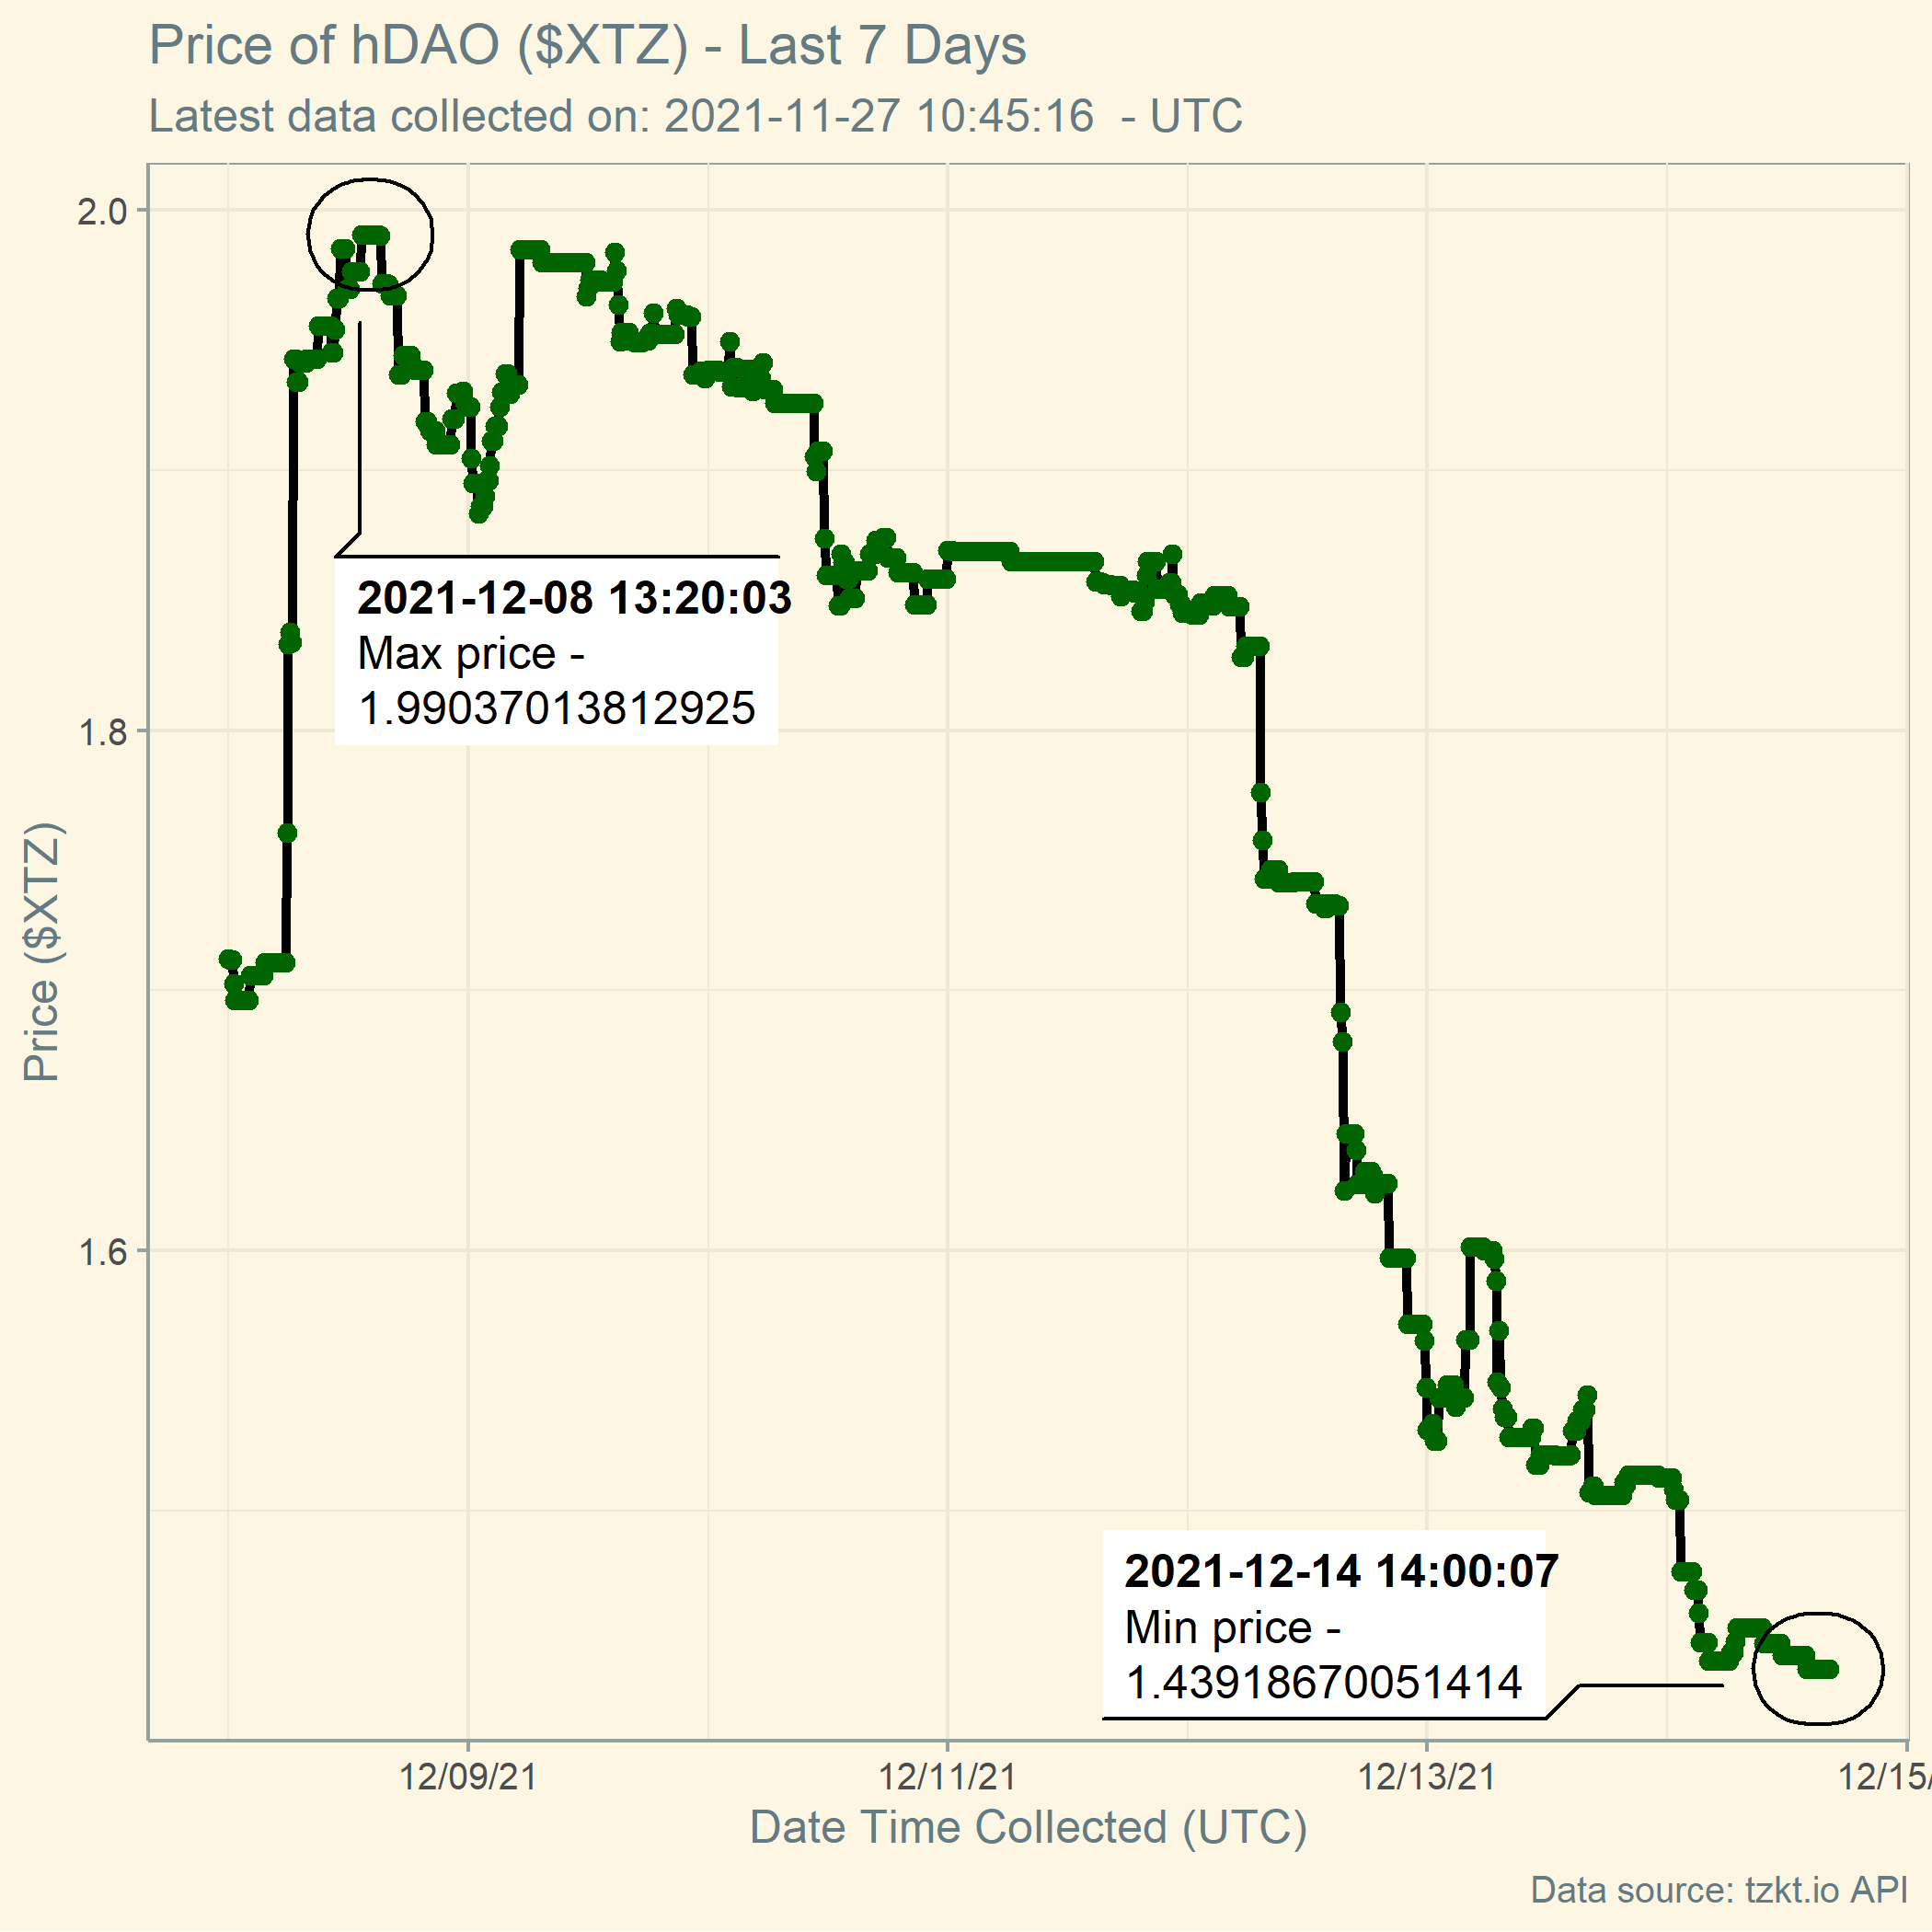 Price of hDAO ($XTZ) - Last 7 Days
Latest data collected on: 2021-11-27 10:45:16  - UTC
2.0
1.8
1.6
Price ($XTZ)
2021-12-08 13:20:03
Max price -
1.99037013812925
2021-12-14 14:00:07
Min price -
1.43918670051414
12/09/21
12/11/21
12/13/21
12/15/
Date Time Collected (UTC)
Data source: tzkt.io API